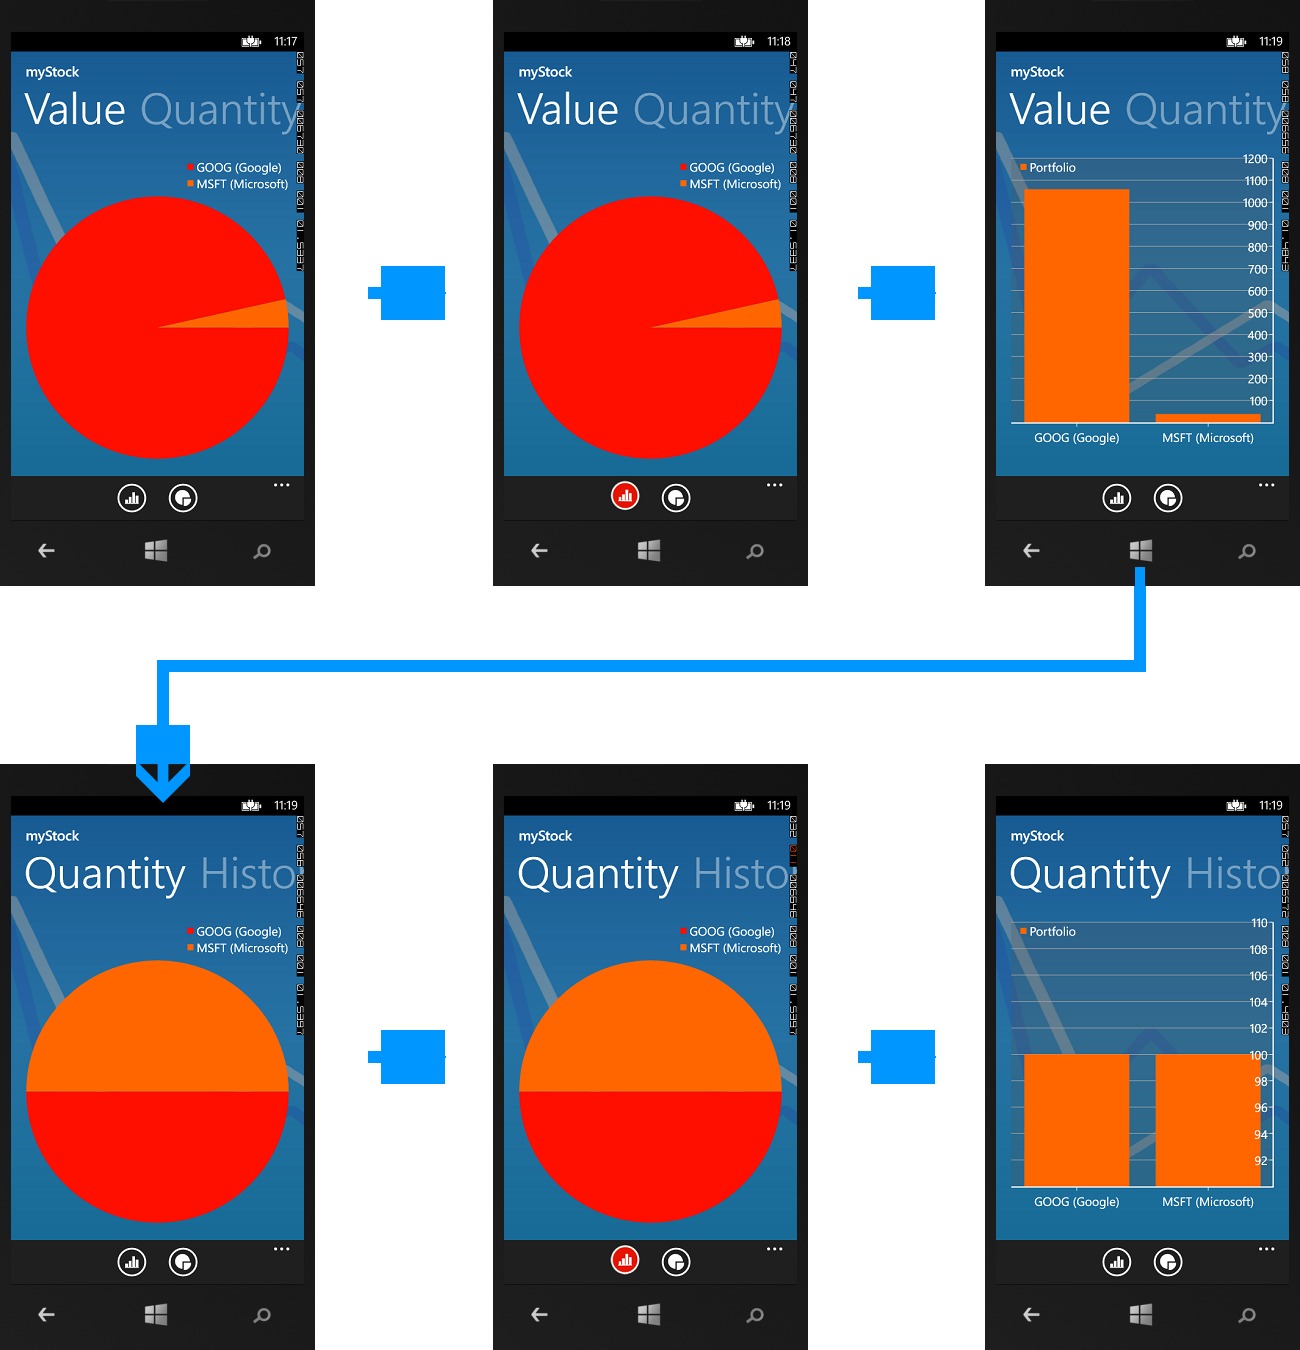 11:17
myStock
Value Quantity
GOOG (Google)
MSFT (Microsoft)
11:18
myStock
Value Quantity
GOOG (Google)
MSFT (Microsoft)
11:19
myStock
Value Quantity
Portfolio
1200
1100
1000
900
800
700
600
500
400
300
200
100
GOOG (Google) MSFT (Microsoft)
11:19
myStock
Quantity Histo
GOOG (Google)
MSFT (Microsoft)
11:19
myStock
Quantity Histo
GOOG (Google)
MSFT (Microsoft)
11:19
myStock
Quantity Histo
Portfolio
110
108
106
104
102
100
98
96
94
92
GOOG (Google) MSFT (Microsoft)